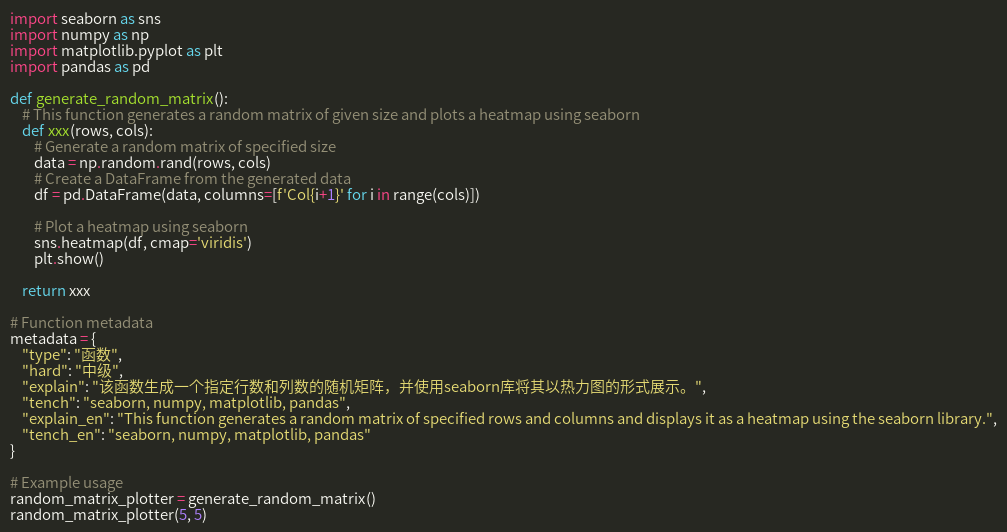 import seaborn as sns
import numpy as np
import matplotlib.pyplot as plt
import pandas as pd

def generate_random_matrix():
    # This function generates a random matrix of given size and plots a heatmap using seaborn
    def xxx(rows, cols):
        # Generate a random matrix of specified size
        data = np.random.rand(rows, cols)
        # Create a DataFrame from the generated data
        df = pd.DataFrame(data, columns=[f'Col{i+1}' for i in range(cols)])

        # Plot a heatmap using seaborn
        sns.heatmap(df, cmap='viridis')
        plt.show()

    return xxx

# Function metadata
metadata = {
    "type": "函数",
    "hard": "中级",
    "explain": "该函数生成一个指定行数和列数的随机矩阵，并使用seaborn库将其以热力图的形式展示。",
    "tench": "seaborn, numpy, matplotlib, pandas",
    "explain_en": "This function generates a random matrix of specified rows and columns and displays it as a heatmap using the seaborn library.",
    "tench_en": "seaborn, numpy, matplotlib, pandas"
}

# Example usage
random_matrix_plotter = generate_random_matrix()
random_matrix_plotter(5, 5)